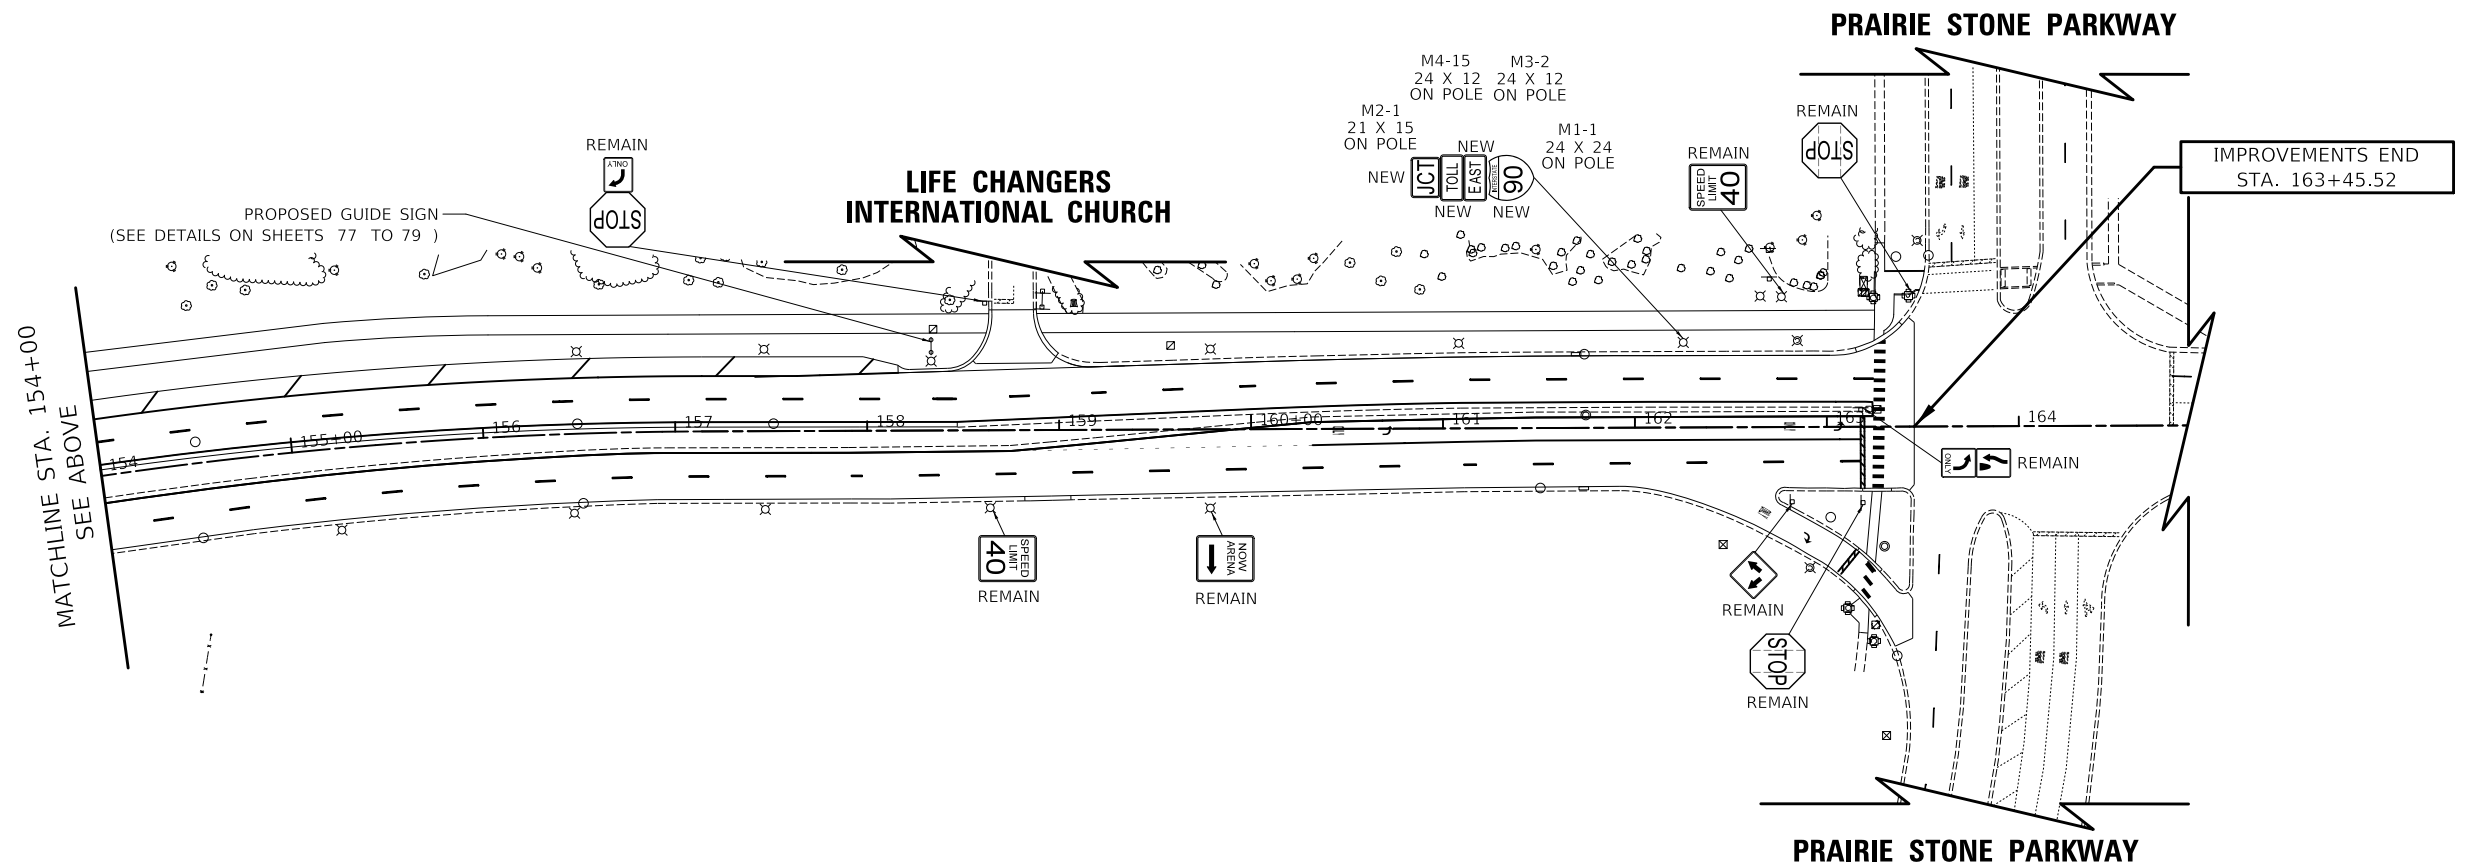 PRAIRIE STONE PARKWAY
M4-15
24 X 12
ON POLE
M3-2
24 X 12
ON POLE
M2-1
21 X 15
ON POLE
M1-1
24 X 24
ON POLE
NEW
NEW
NEW
NEW
JCT
TOLL
EAST
INTERSTATE
90
REMAIN
SPEED
LIMIT
40
REMAIN
STOP
IMPROVEMENTS END
STA. 163+45.52
REMAIN
ONLY
STOP
LIFE CHANGERS
INTERNATIONAL CHURCH
PROPOSED GUIDE SIGN
(SEE DETAILS ON SHEETS 77 TO 79 )
MATCHLINE STA. 154+00
SEE ABOVE
154
155+00
156
157
158
159
160+00
161
162
163
164
ONLY
REMAIN
SPEED
LIMIT
40
REMAIN
NOW
ARENA
REMAIN
REMAIN
STOP
REMAIN
PRAIRIE STONE PARKWAY